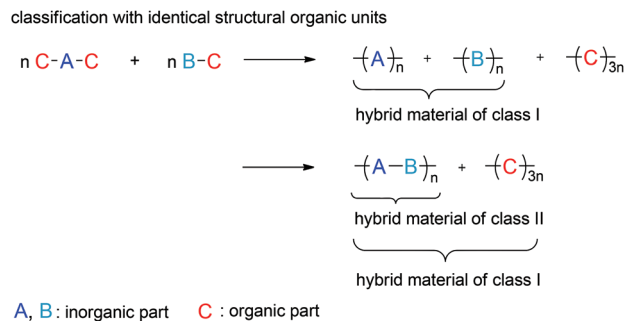 classification with identical structural organic units
n C-A-C + n B-C (A)n + (B)n + (C)3n
hybrid material of class I
(A-B)n + (C)3n
hybrid material of class II
hybrid material of class I
A, B: inorganic part C : organic part